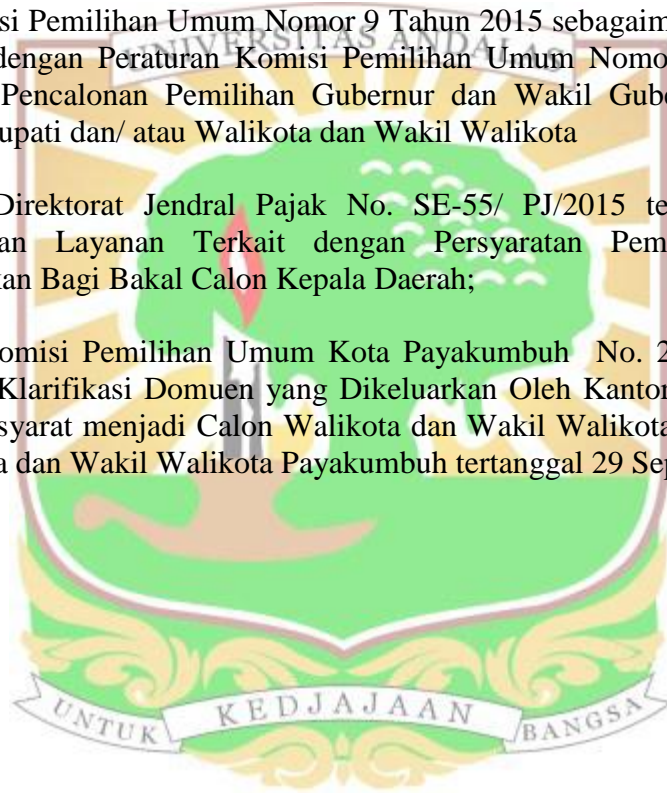 si Pemilihan Umum Nomor 9 Tahun 2015 sebagaim
UNIVERSITAS ANDALAS
dengan Peraturan Komisi Pemilihan Umum Nomo
Pencalonan Pemilihan Gubernur dan Wakil Gube
upati dan/ atau Walikota dan Wakil Walikota
Direktorat Jendral Pajak No. SE-55/ PJ/2015 te
an Layanan Terkait dengan Persyaratan Pem
kan Bagi Bakal Calon Kepala Daerah;
omisi Pemilihan Umum Kota Payakumbuh No. 2
Klarifikasi Domuen yang Dikeluarkan Oleh Kantor
syarat menjadi Calon Walikota dan Wakil Walikota
a dan Wakil Walikota Payakumbuh tertanggal 29 Sep
UNTUK KEDJAJAAN BANGSA